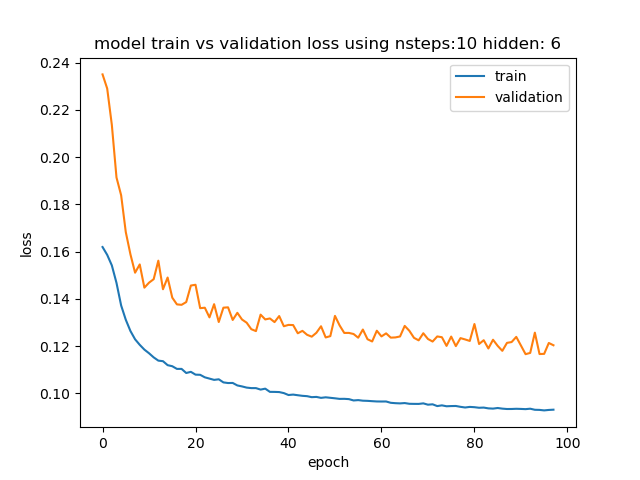 model train vs validation loss using nsteps:10 hidden: 6
train
validation
loss
0.24
0.22
0.20
0.18
0.16
0.14
0.12
0.10
0 20 40 60 80 100
epoch